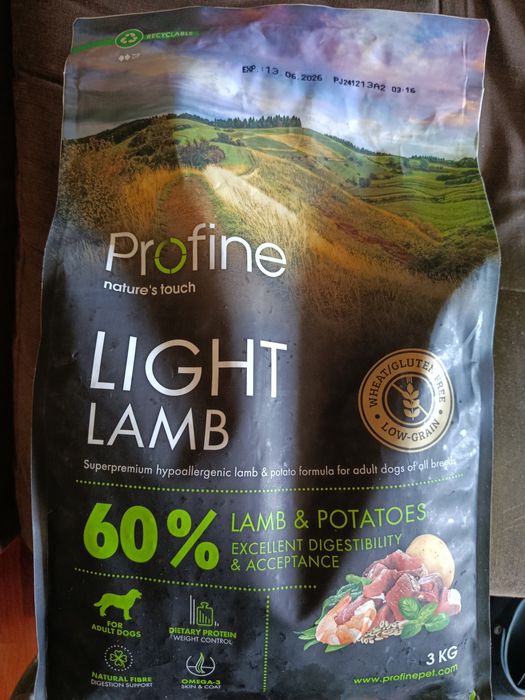 RECYCLABLE
EXP.: 13.06.2026 PJ241213A2 03:16
Profine
nature's touch
LIGHT
LAMB
WHEAT/GLUTEN FREE
• LOW-GRAIN •
Superpremium hypoallergenic lamb & potato formula for adult dogs of all breeds
60% LAMB & POTATOES
EXCELLENT DIGESTIBILITY
& ACCEPTANCE
FOR
ADULT DOGS
DIETARY PROTEIN
WEIGHT CONTROL
NATURAL FIBRE
DIGESTION SUPPORT
OMEGA-3
SKIN & COAT
3 KG
www.profinepet.com